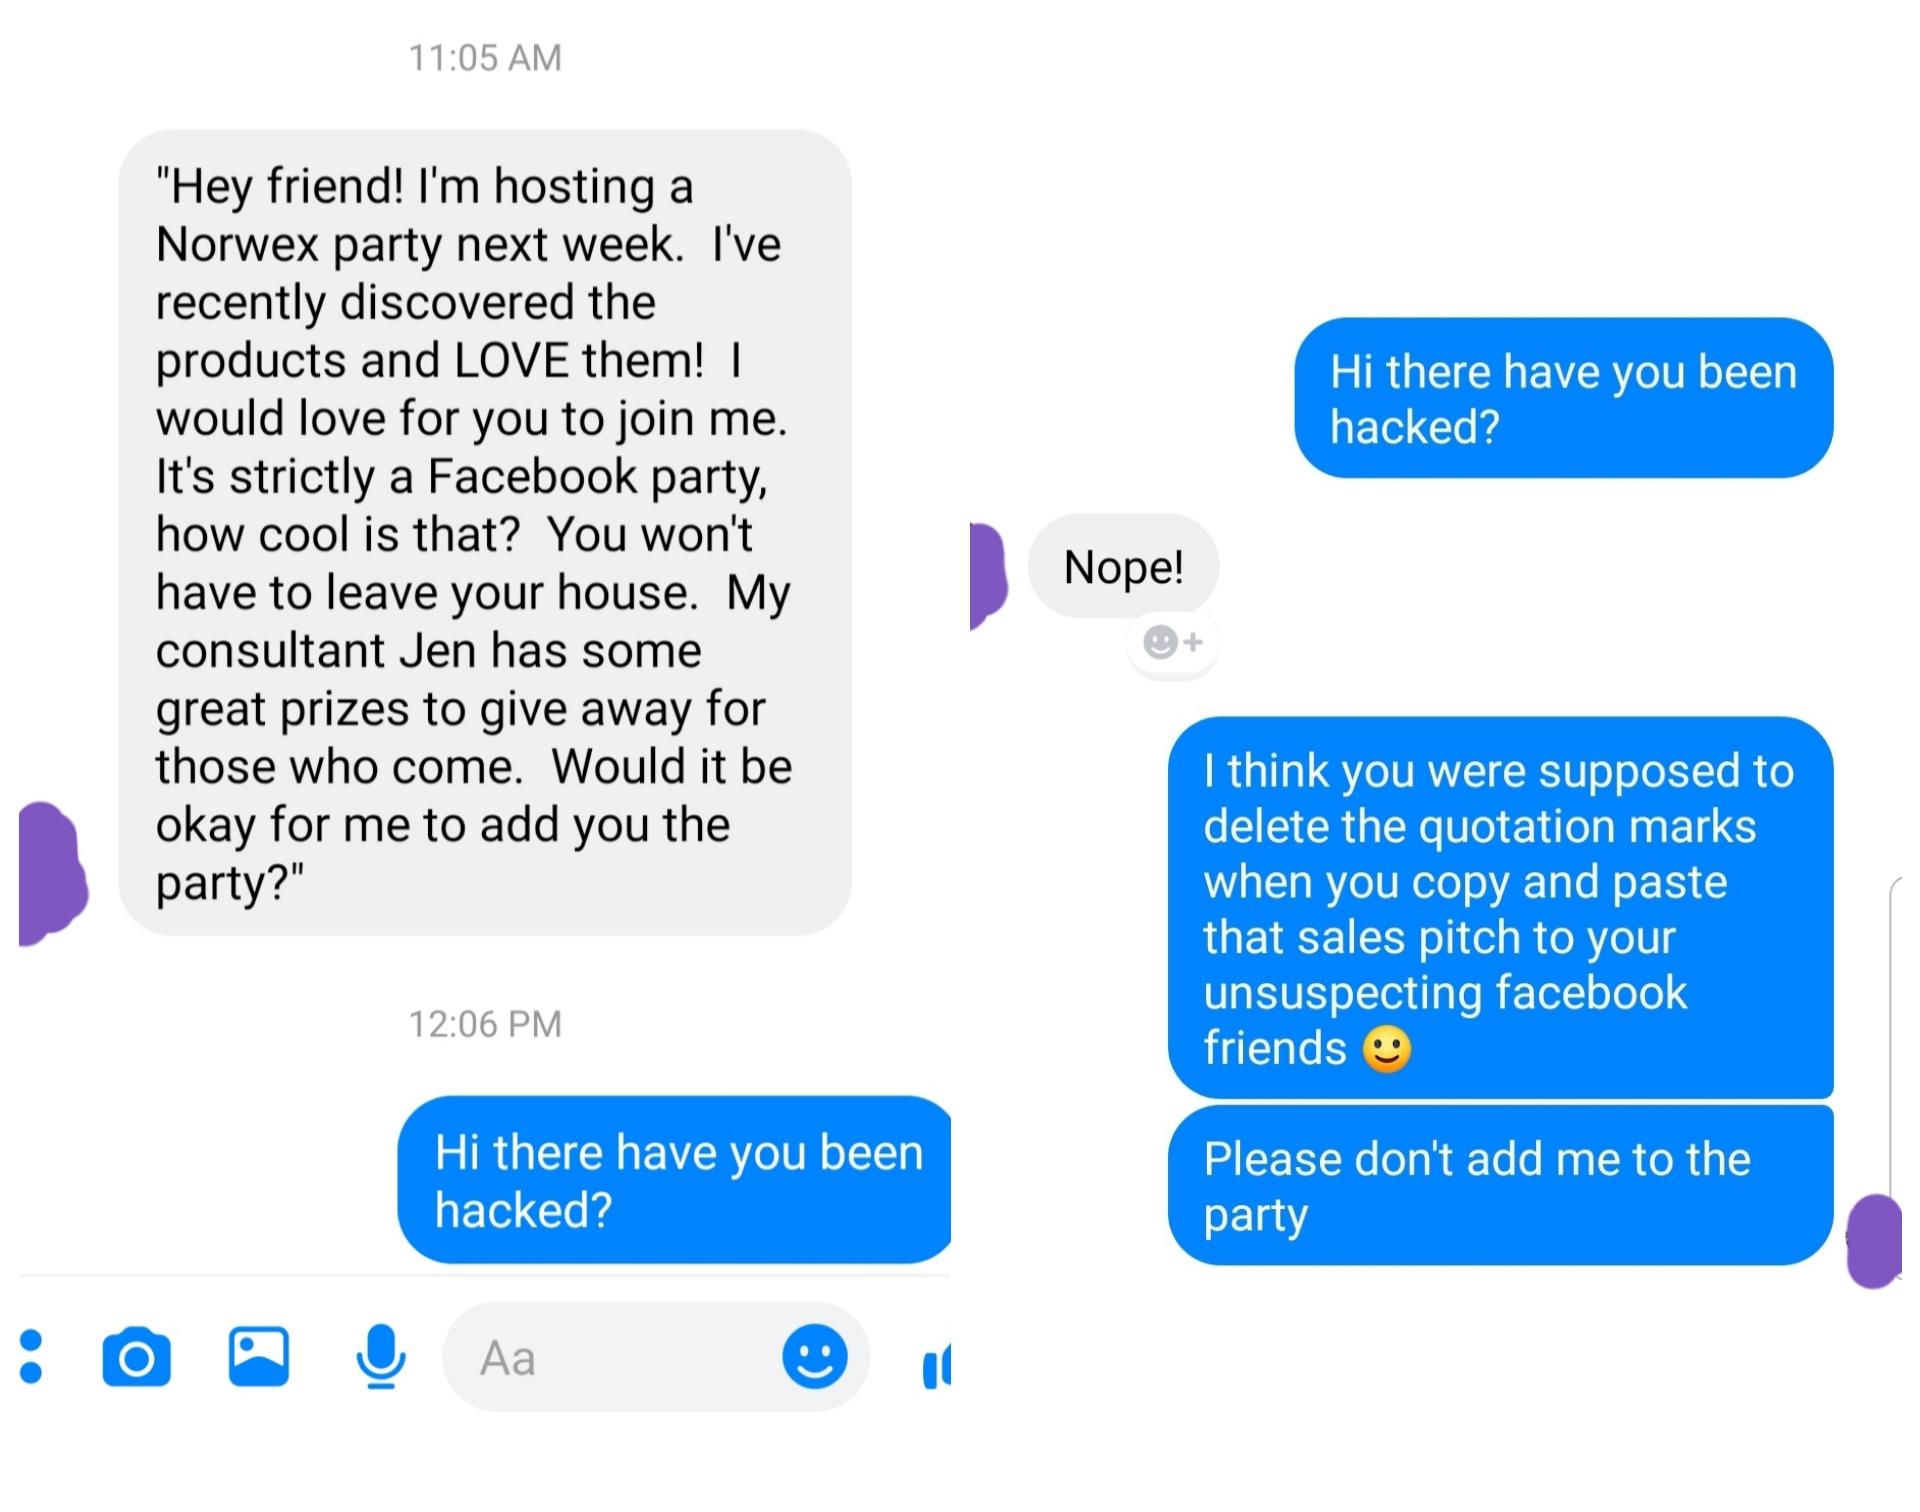 11:05 AM
"Hey friend! I'm hosting a
Norwex party next week.  I've
recently discovered the
products and LOVE them!  I
would love for you to join me.
It's strictly a Facebook party,
how cool is that?  You won't
have to leave your house.  My
consultant Jen has some
great prizes to give away for
those who come.  Would it be
okay for me to add you the
party?"
12:06 PM
Hi there have you been
hacked?
Aa
Hi there have you been
hacked?
Nope!
I think you were supposed to
delete the quotation marks
when you copy and paste
that sales pitch to your
unsuspecting facebook
friends 🙂
Please don't add me to the
party